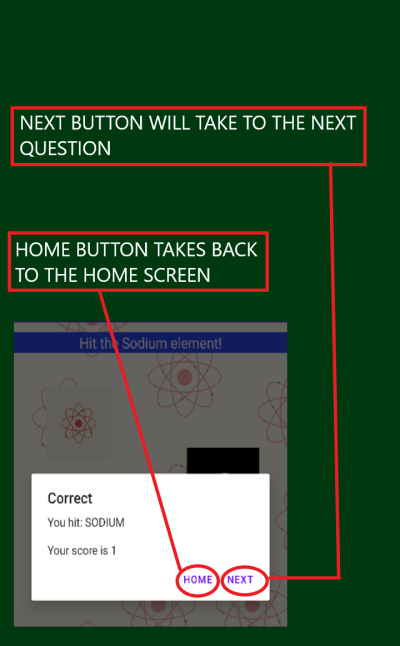 NEXT BUTTON WILL TAKE TO THE NEXT
QUESTION
HOME BUTTON TAKES BACK
TO THE HOME SCREEN
Hit the Sodium element!
Correct
You hit: SODIUM
Your score is 1
HOME NEXT